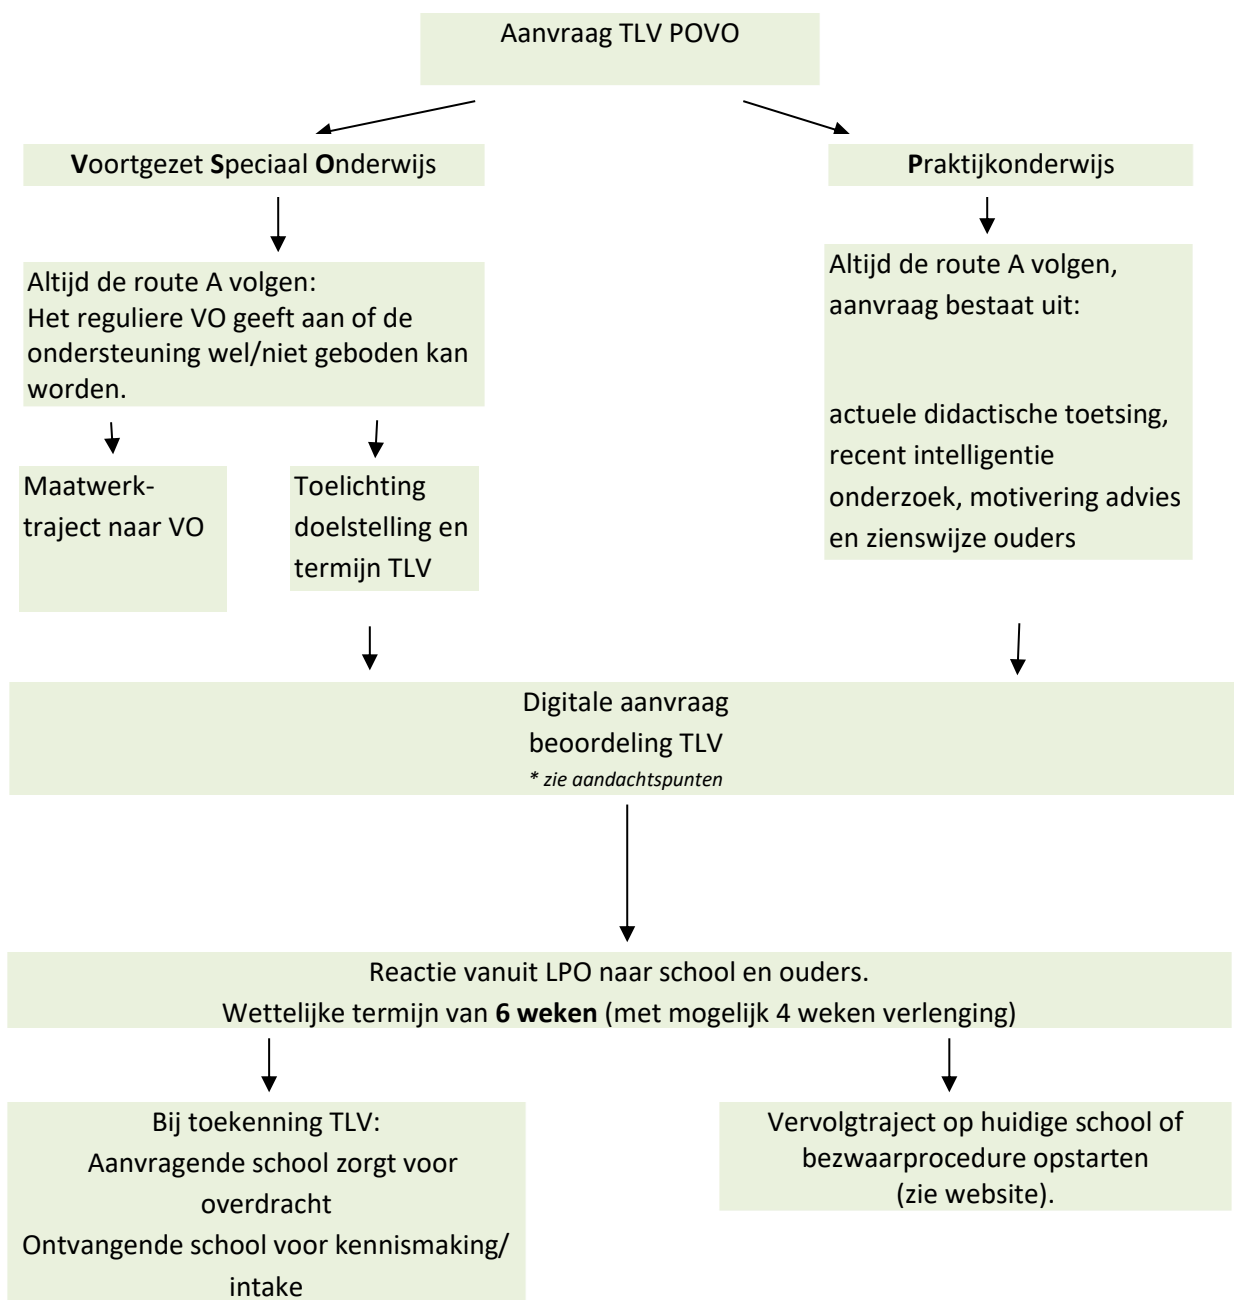 Aanvraag TLV POVO
Voortgezet Speciaal Onderwijs
Praktijkonderwijs
Altijd de route A volgen:
Het reguliere VO geeft aan of de
ondersteuning wel/niet geboden kan
worden.
Altijd de route A volgen,
aanvraag bestaat uit:
actuele didactische toetsing,
recent intelligentie
onderzoek, motivering advies
en zienswijze ouders
Maatwerk-
traject naar VO
Toelichting
doelstelling en
termijn TLV
Digitale aanvraag
beoordeling TLV
* zie aandachtspunten
Reactie vanuit LPO naar school en ouders.
Wettelijke termijn van 6 weken (met mogelijk 4 weken verlenging)
Bij toekenning TLV:
Aanvragende school zorgt voor
overdracht
Ontvangende school voor kennismaking/
intake
Vervolgtraject op huidige school of
bezwaarprocedure opstarten
(zie website).